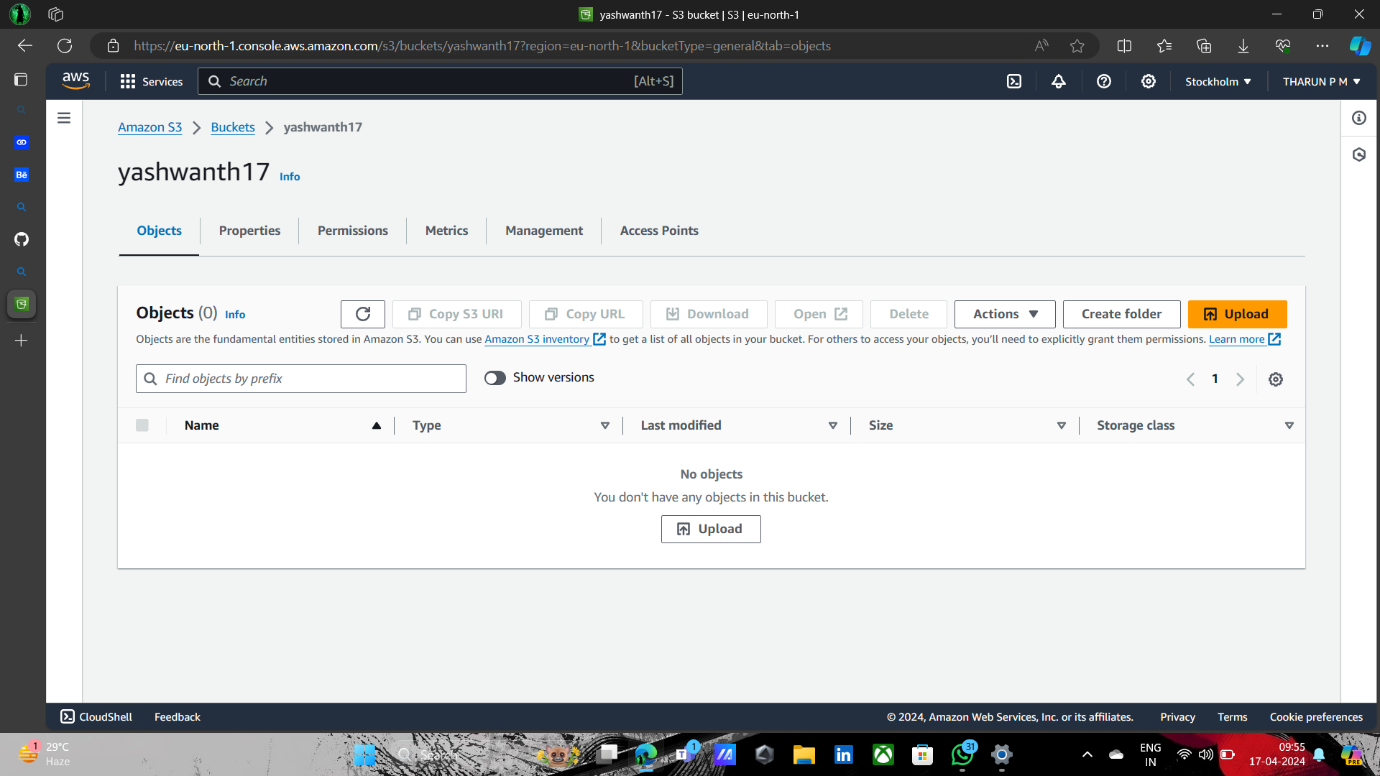 yashwanth17 - S3 bucket | S3 | eu-north-1
https://eu-north-1.console.aws.amazon.com/s3/buckets/yashwanth17?region=eu-north-1&bucketType=general&tab=objects
aws Services Search [Alt+S] Stockholm ▼ THARUN P M ▼
Amazon S3 > Buckets > yashwanth17
yashwanth17 Info
Bē
Objects Properties Permissions Metrics Management Access Points
Objects (0) Info Copy S3 URI Copy URL Download Open Delete Actions ▼ Create folder Upload
Objects are the fundamental entities stored in Amazon S3. You can use Amazon S3 inventory to get a list of all objects in your bucket. For others to access your objects, you'll need to explicitly grant them permissions. Learn more
Find objects by prefix Show versions 1
Name Type Last modified Size Storage class
No objects
You don't have any objects in this bucket.
Upload
CloudShell Feedback © 2024, Amazon Web Services, Inc. or its affiliates. Privacy Terms Cookie preferences
1 29°C
Haze
Search
1
31
ENG
IN
09:55
17-04-2024
PRE